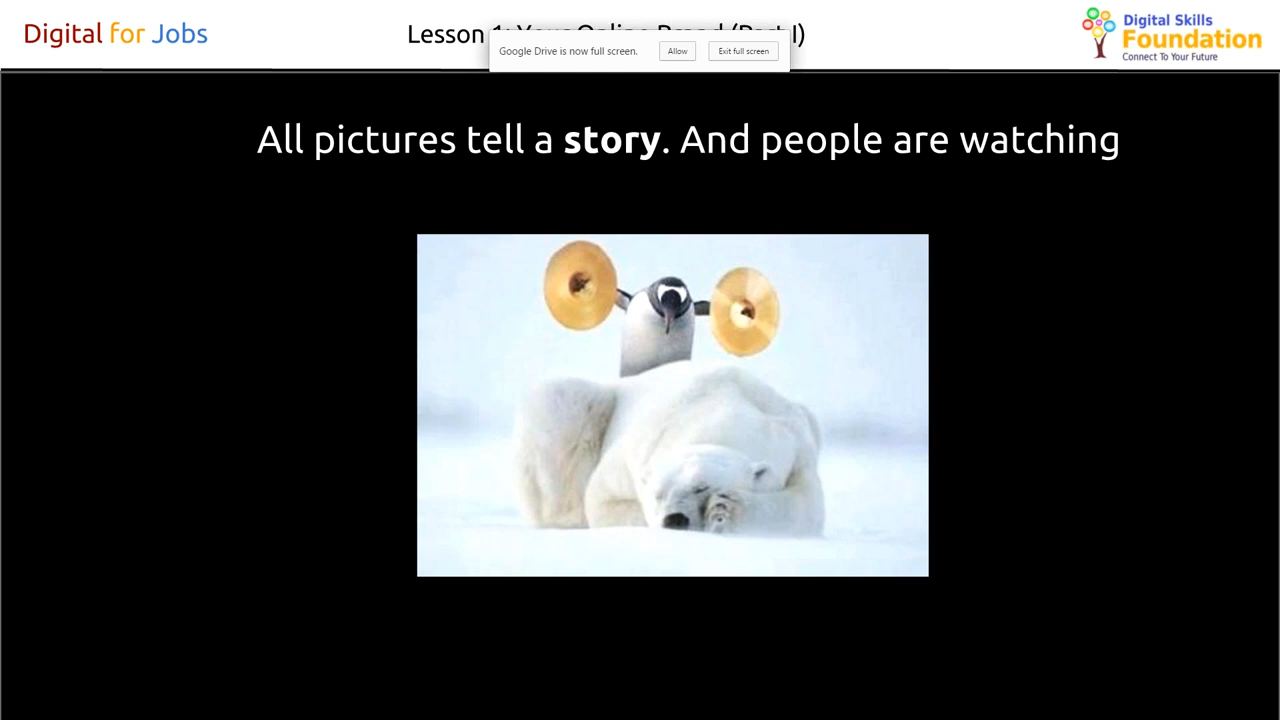 Digital for Jobs
Lesson 1: Your Online Brand (Part I)
Google Drive is now full screen.
Allow
Exit full screen
Digital Skills
Foundation
Connect To Your Future
All pictures tell a story. And people are watching